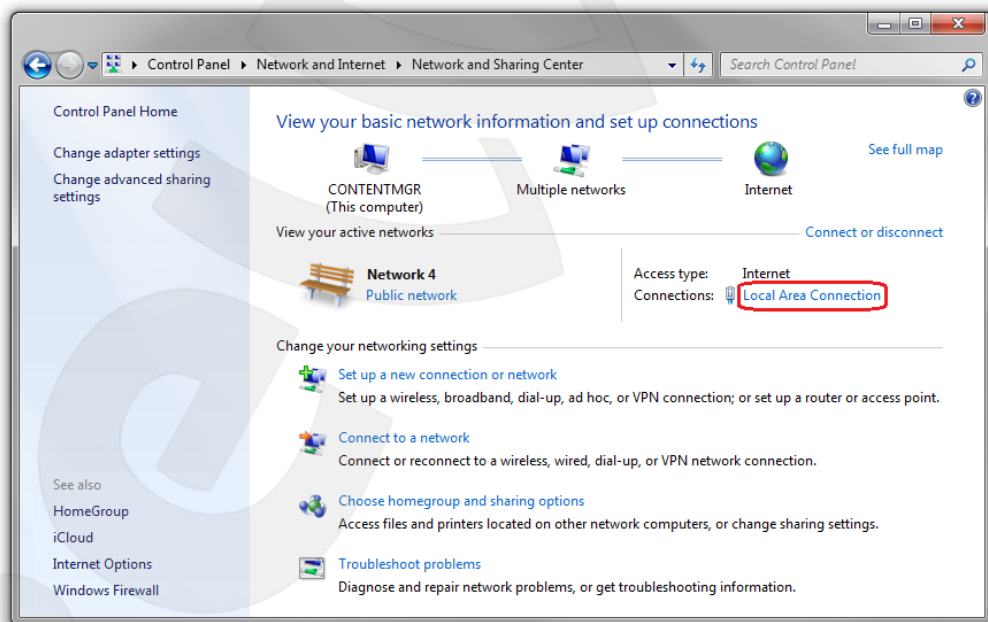 Control Panel Network and Internet Network and Sharing Center Search Control Panel
Control Panel Home
Change adapter settings
Change advanced sharing
settings
See also
HomeGroup
iCloud
Internet Options
Windows Firewall
View your basic network information and set up connections
See full map
CONTENTMGR
(This computer)
Multiple networks
Internet
View your active networks Connect or disconnect
Network 4
Public network
Access type: Internet
Connections: Local Area Connection
Change your networking settings
Set up a new connection or network
Set up a wireless, broadband, dial-up, ad hoc, or VPN connection; or set up a router or access point.
Connect to a network
Connect or reconnect to a wireless, wired, dial-up, or VPN network connection.
Choose homegroup and sharing options
Access files and printers located on other network computers, or change sharing settings.
Troubleshoot problems
Diagnose and repair network problems, or get troubleshooting information.